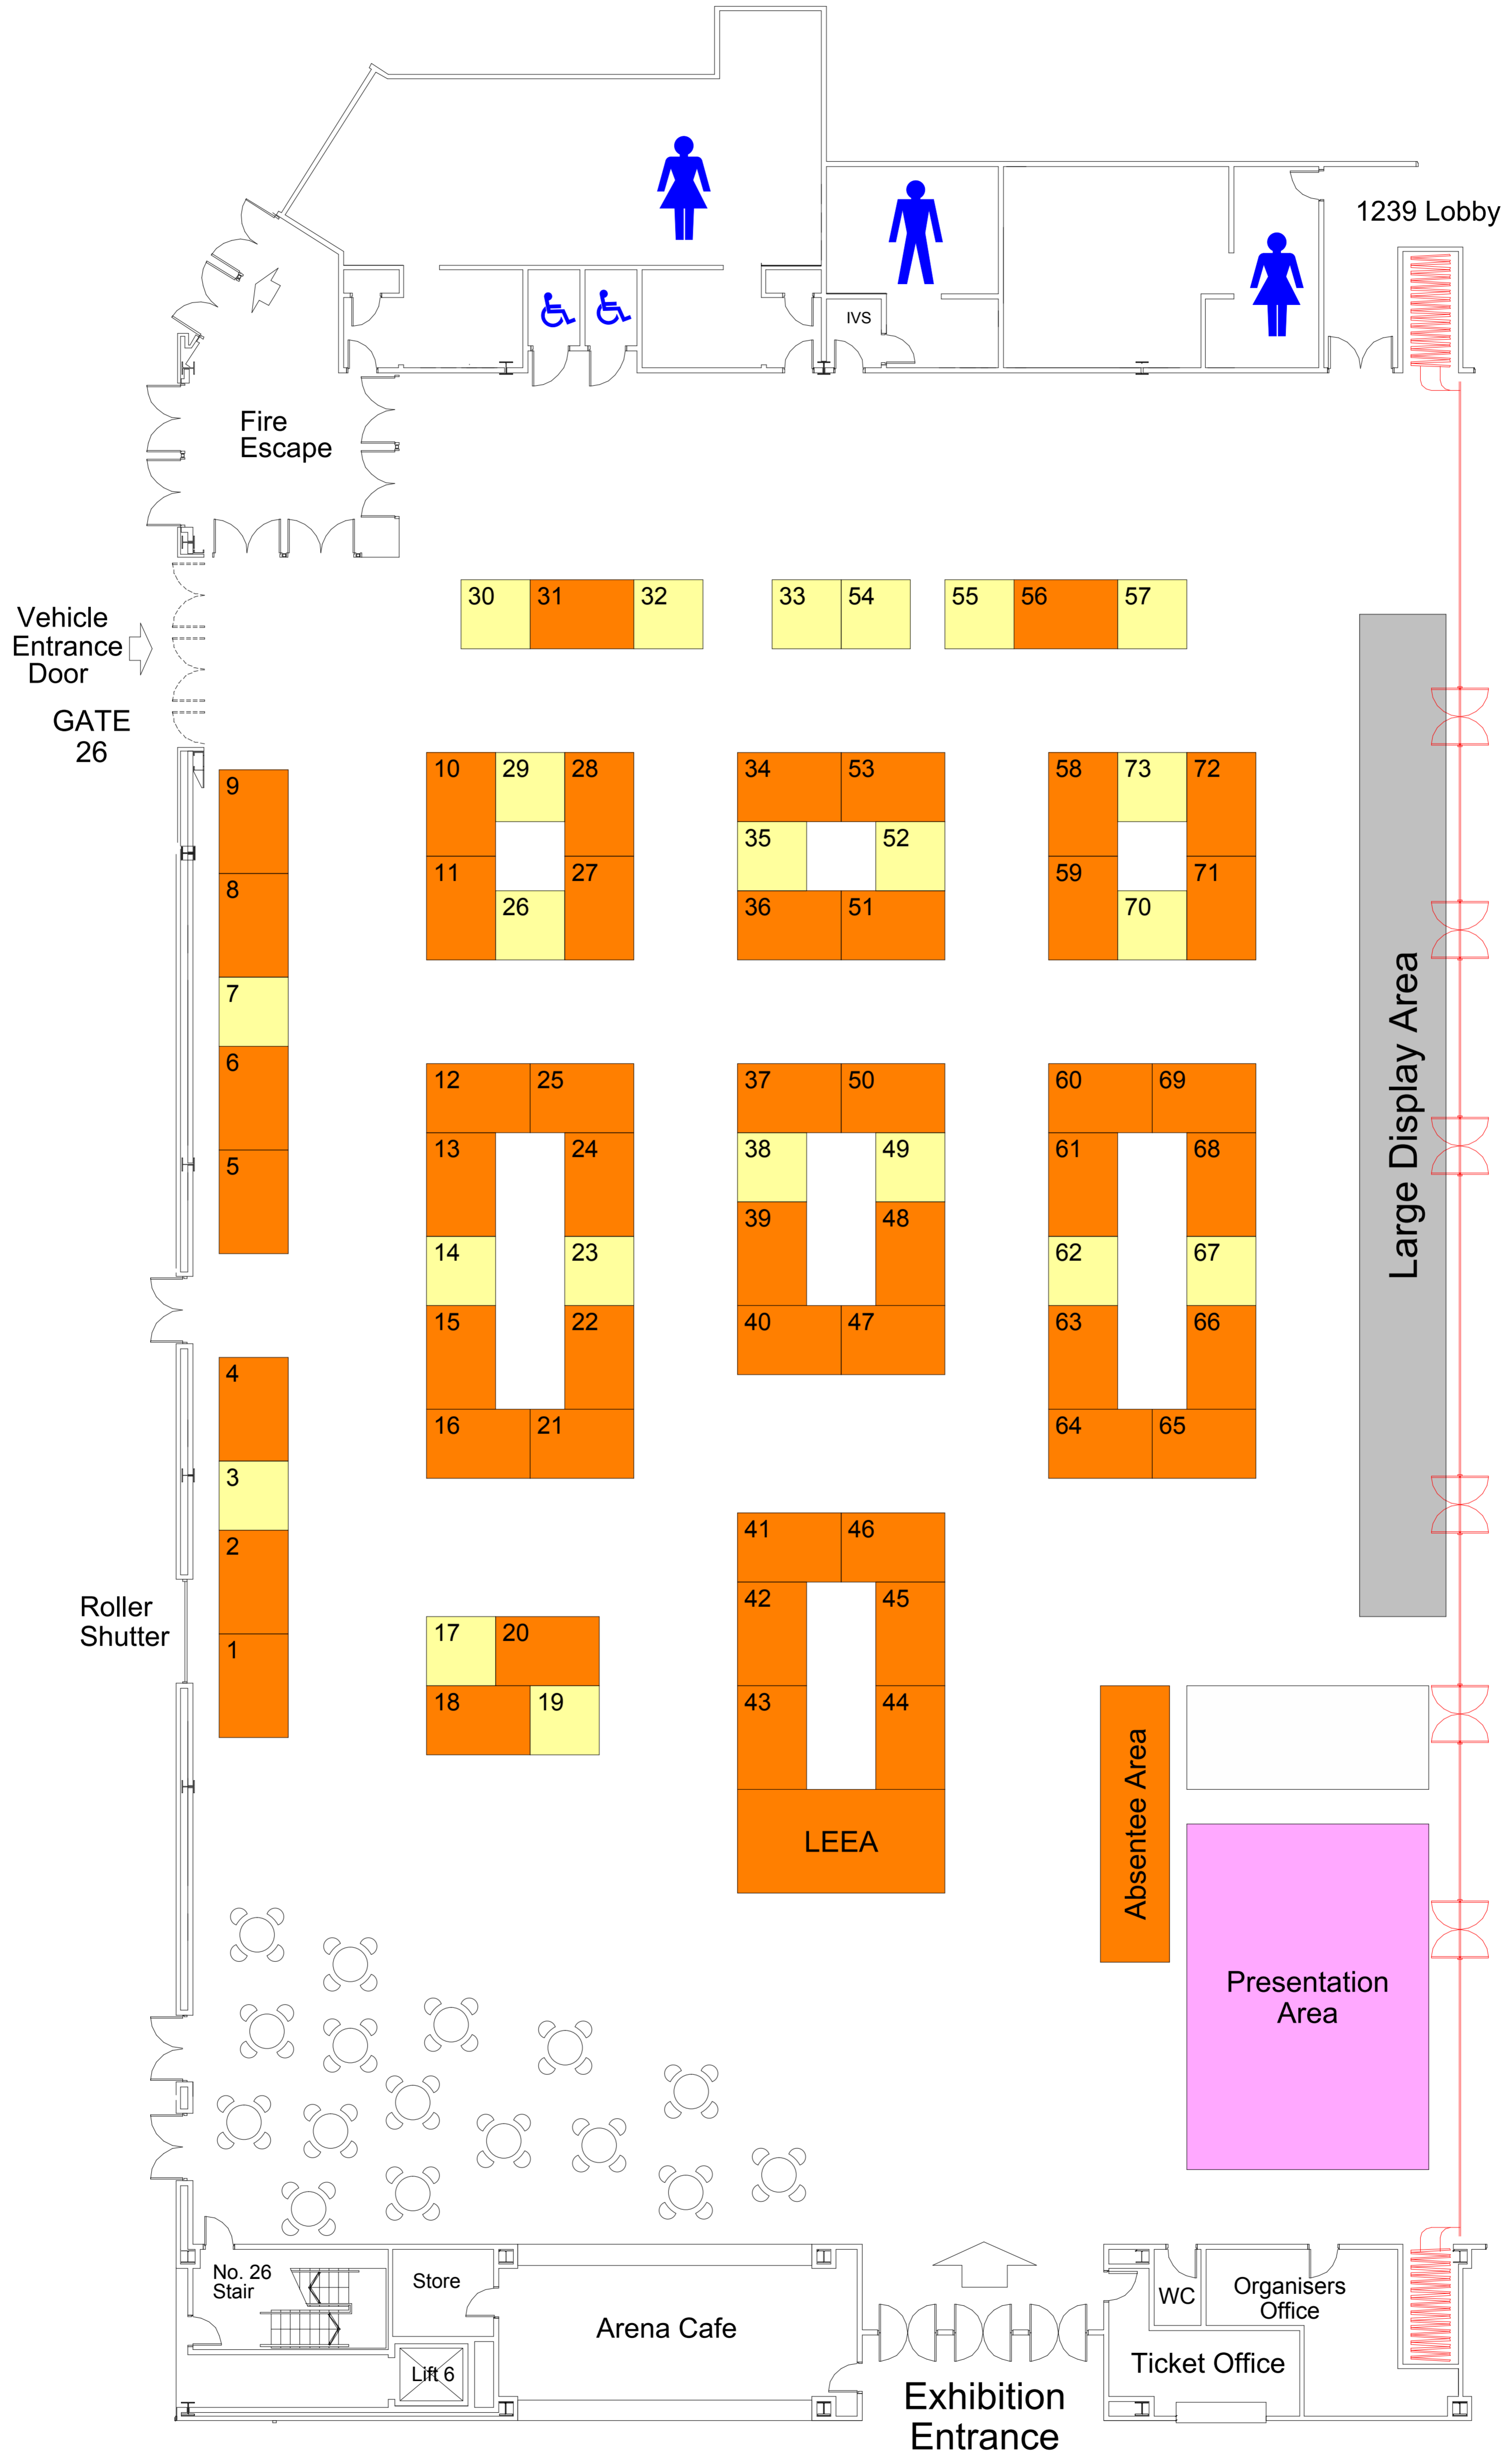 1239 Lobby
IVS
Fire
Escape
Vehicle
Entrance
Door
GATE
26
30 31 32 33 54 55 56 57
10 29 28 34 53 58 73 72
9
35 52
11 27 59 71
8
26 36 51 70
7
6
12 25 37 50 60 69
13 24 38 49 61 68
5
39 48
14 23 62 67
15 22 40 47 63 66
4
16 21 64 65
3
41 46
2
42 45
Roller
Shutter
1
17 20
18 19 43 44
Large Display Area
Absentee Area
LEEA
Presentation
Area
No. 26
Stair
Store
WC
Organisers
Office
Arena Cafe
Lift 6
Ticket Office
Exhibition
Entrance